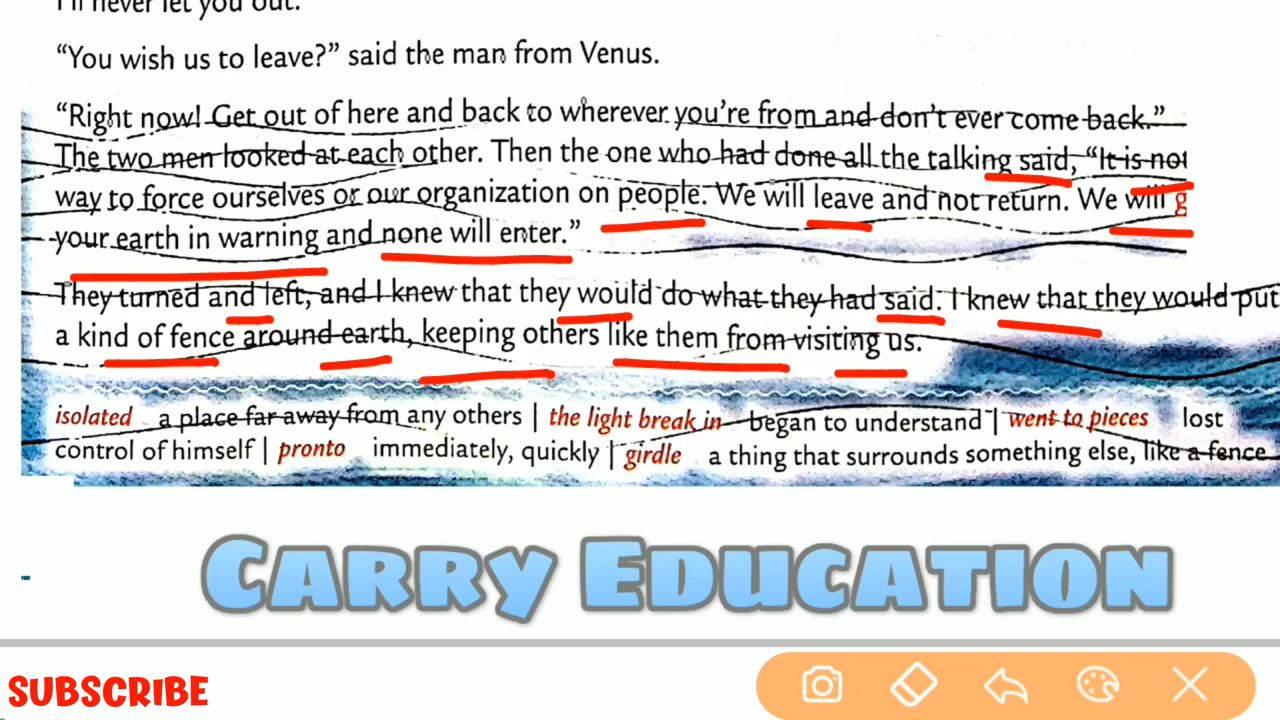 I'll never let you out.
“You wish us to leave?” said the man from Venus.
“Right now! Get out of here and back to wherever you're from and don't ever come back.”
The two men looked at each other. Then the one who had done all the talking said, “It is not
way to force ourselves or our organization on people. We will leave and not return. We will g
your earth in warning and none will enter.”
They turned and left, and I knew that they would do what they had said. I knew that they would put
a kind of fence around earth, keeping others like them from visiting us.
isolated a place far away from any others | the light break in began to understand | went to pieces lost
control of himself | pronto immediately, quickly | girdle a thing that surrounds something else, like a fence
CARRY EDUCATION
SUBSCRIBE